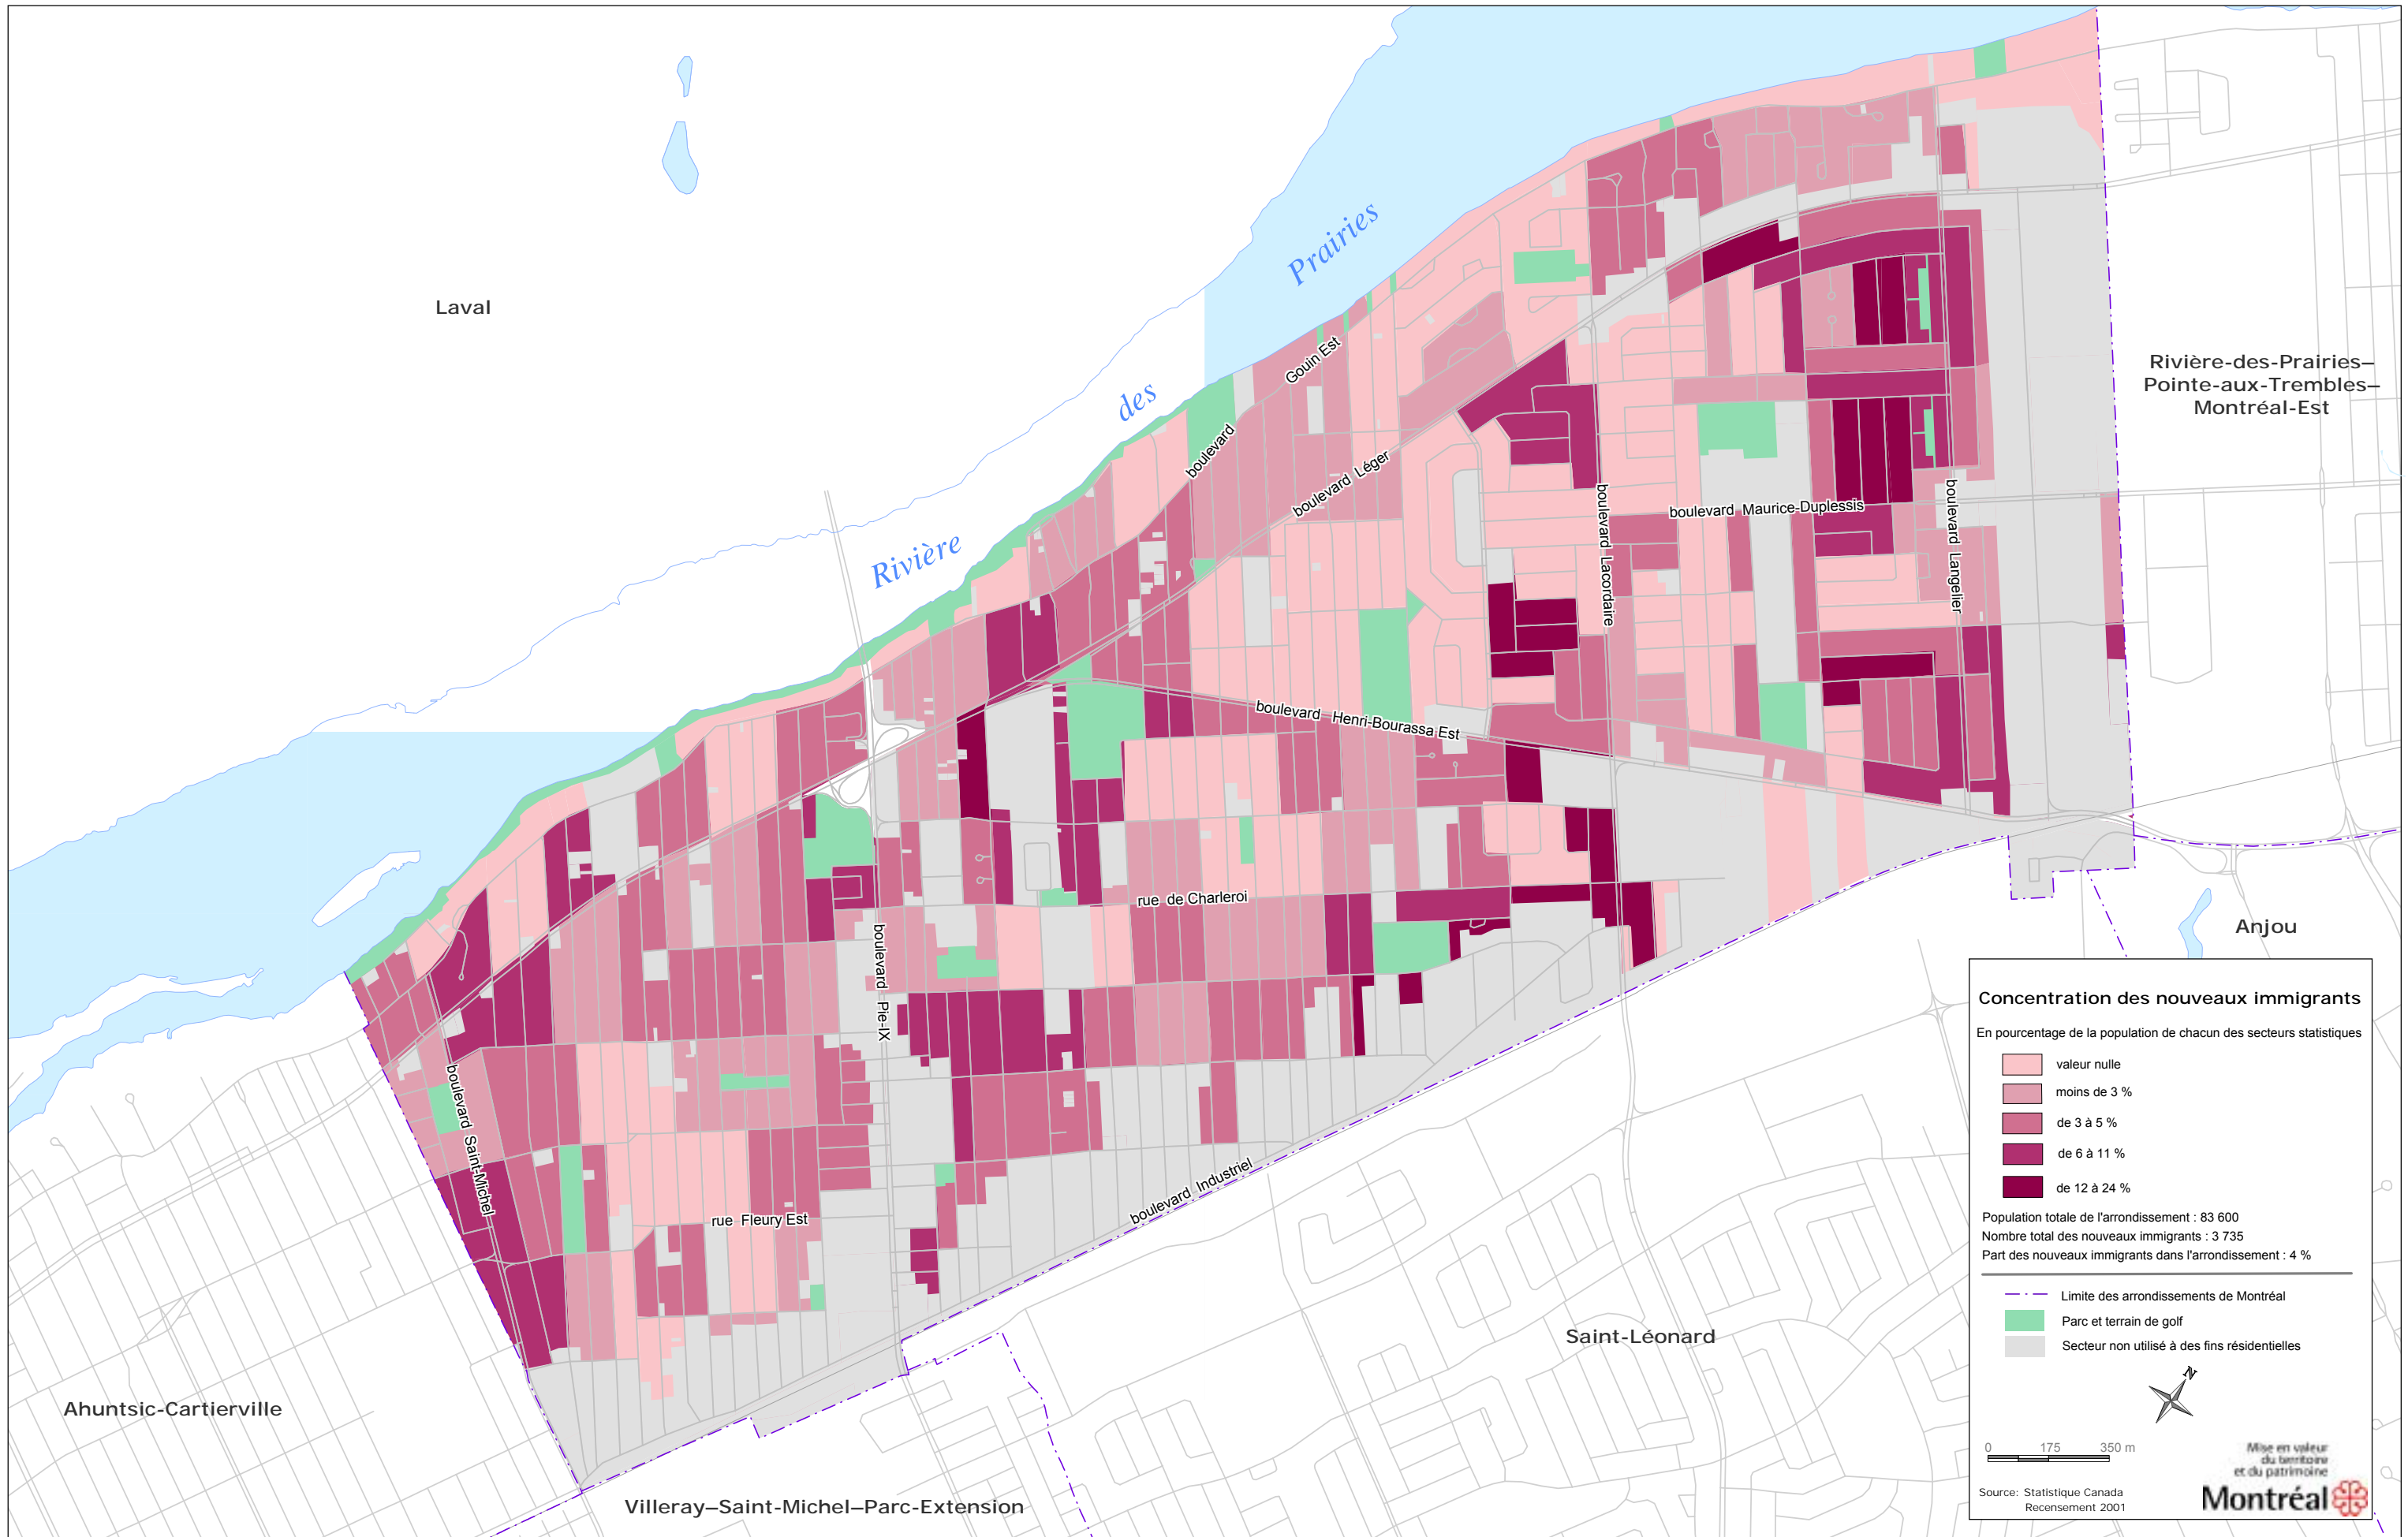 Laval
Rivière des Prairies
boulevard Gouin Est
boulevard Léger
boulevard Maurice-Duplessis
boulevard Lacordaire
boulevard Langelier
Rivière-des-Prairies–
Pointe-aux-Trembles–
Montréal-Est
boulevard Henri-Bourassa Est
rue de Charleroi
boulevard Pie-IX
boulevard Saint-Michel
rue Fleury Est
boulevard Industriel
Anjou
Saint-Léonard
Ahuntsic-Cartierville
Villeray–Saint-Michel–Parc-Extension
Concentration des nouveaux immigrants
En pourcentage de la population de chacun des secteurs statistiques
valeur nulle
moins de 3 %
de 3 à 5 %
de 6 à 11 %
de 12 à 24 %
Population totale de l'arrondissement : 83 600
Nombre total des nouveaux immigrants : 3 735
Part des nouveaux immigrants dans l'arrondissement : 4 %
Limite des arrondissements de Montréal
Parc et terrain de golf
Secteur non utilisé à des fins résidentielles
N
0 175 350 m
Mise en valeur
du territoire
et du patrimoine
Montréal
Source: Statistique Canada
Recensement 2001